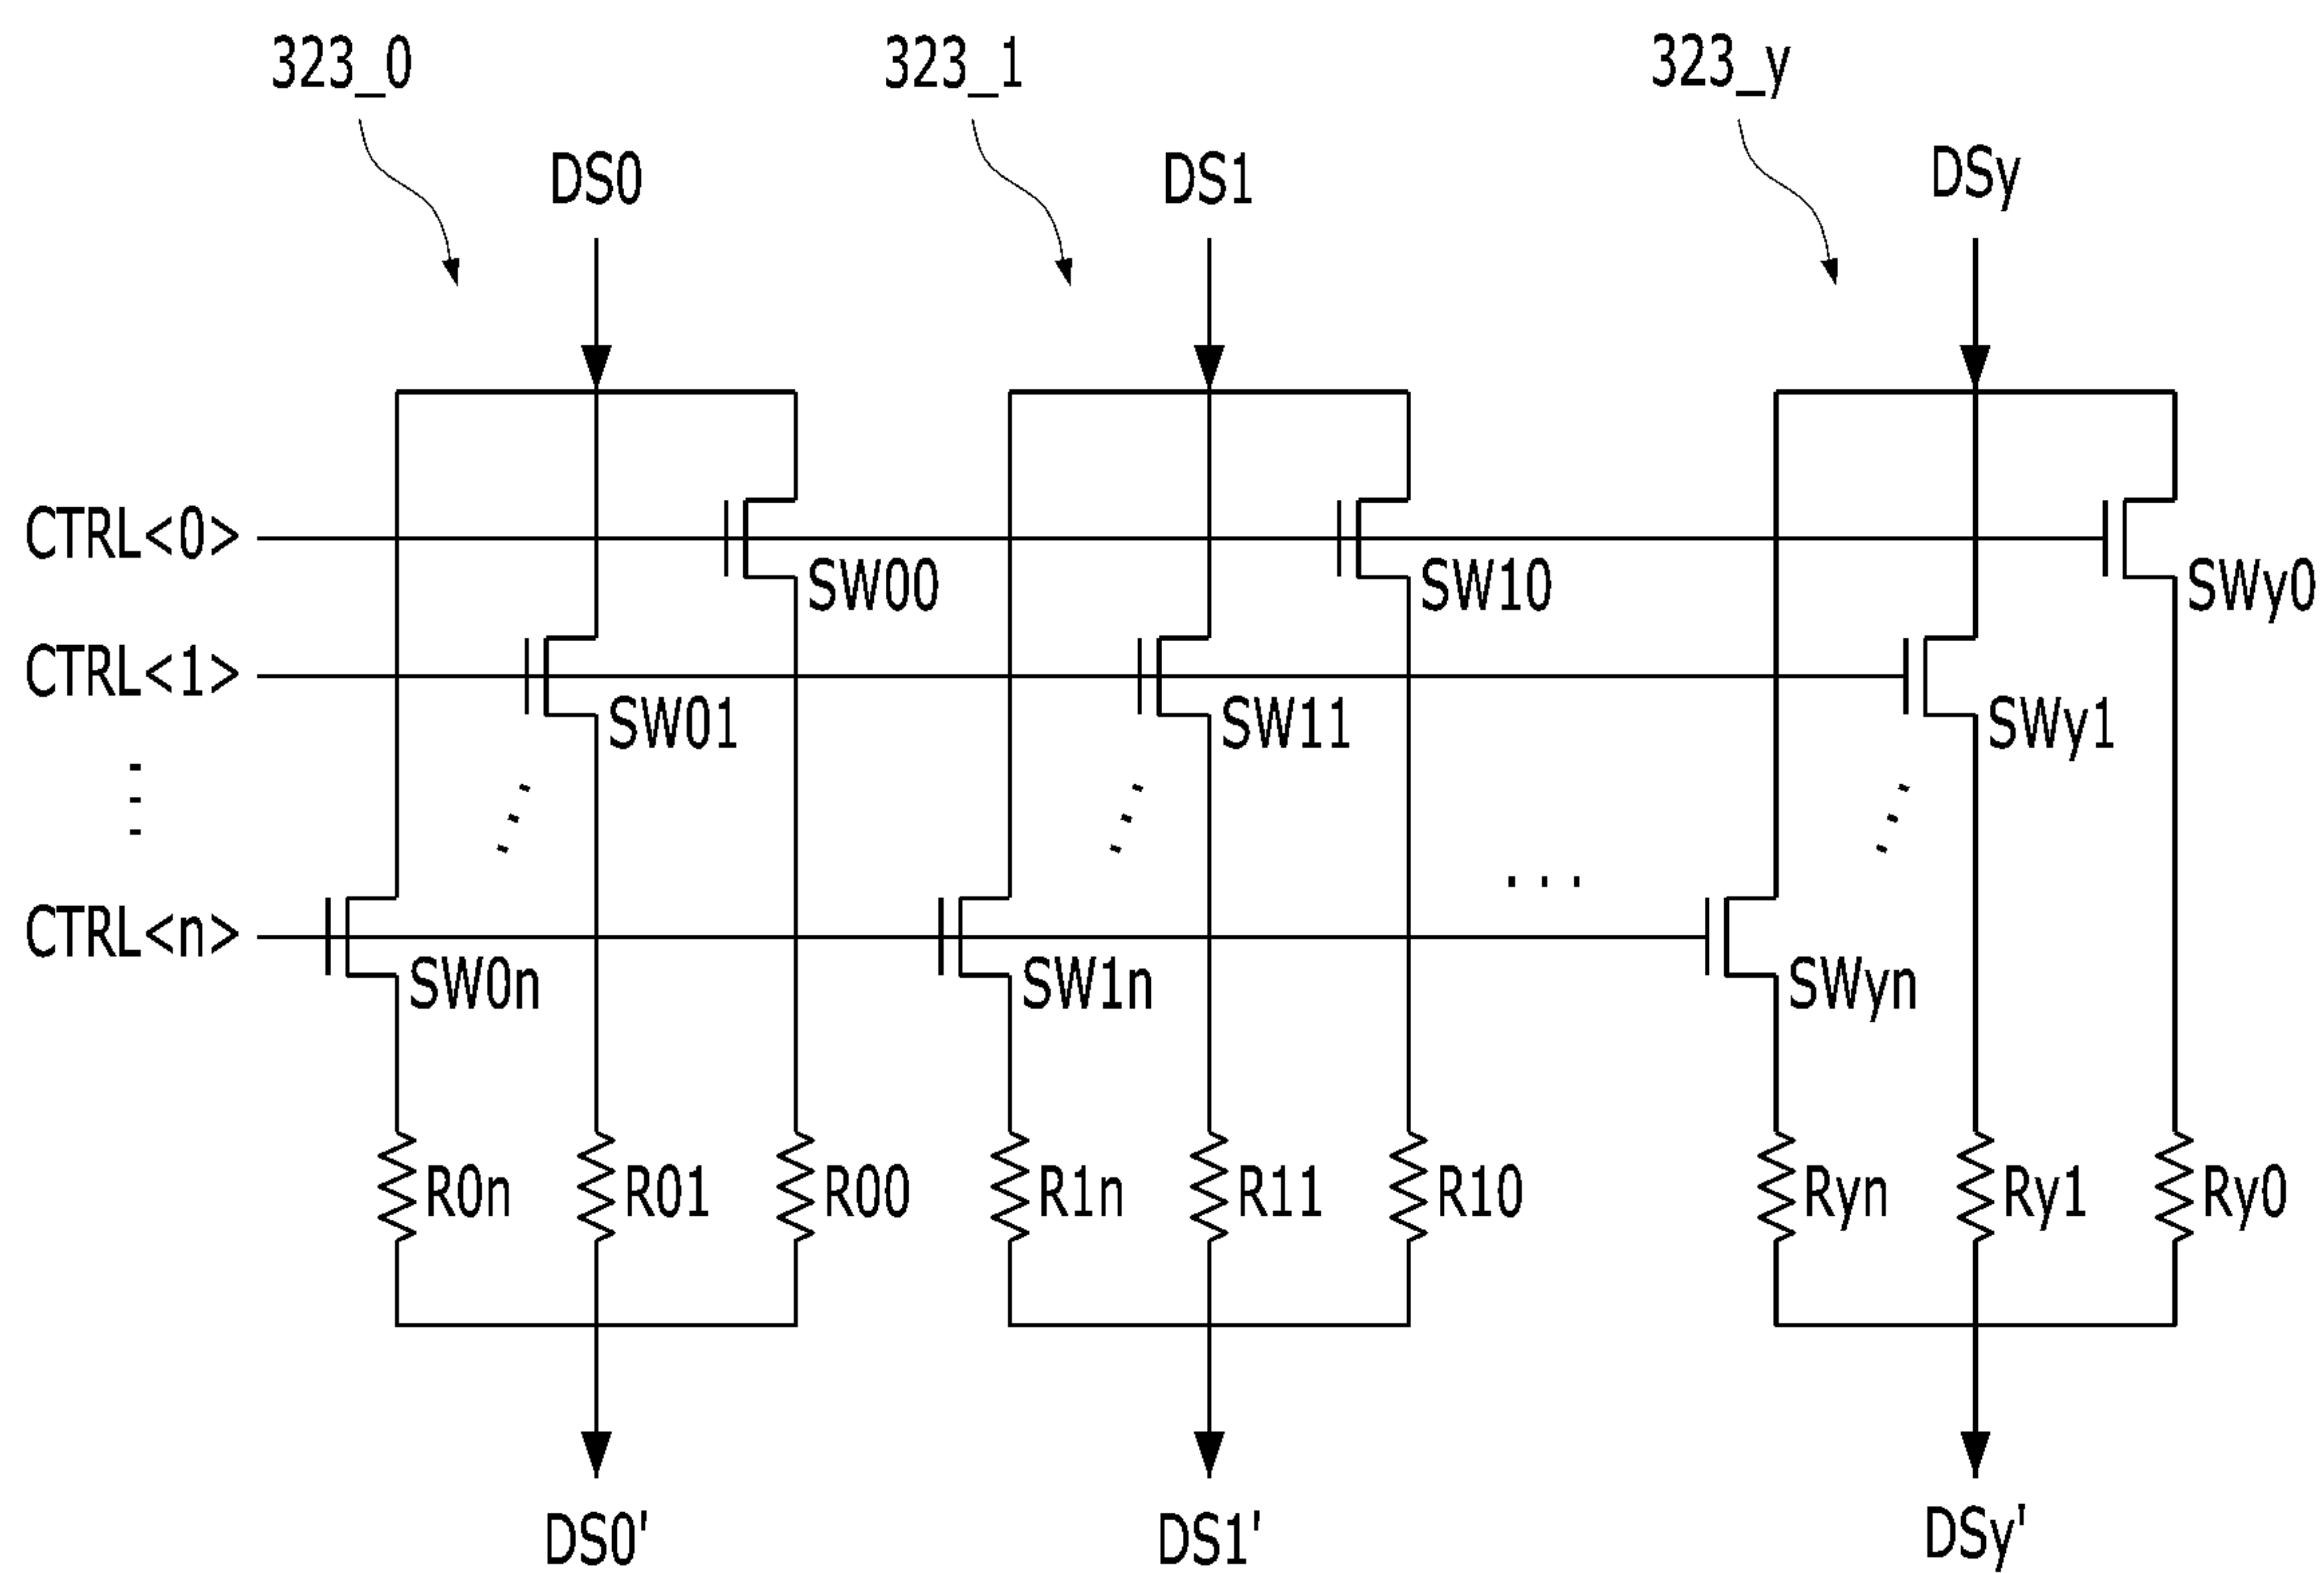 323_0 323_1 323_y
DS0 DS1 DSy
CTRL<0>
SW00 SW10 SWy0
CTRL<1>
SW01 SW11 SWy1
CTRL<n>
SW0n SW1n SWyn
R0n R01 R00 R1n R11 R10 Ryn Ry1 Ry0
DS0' DS1' DSy'